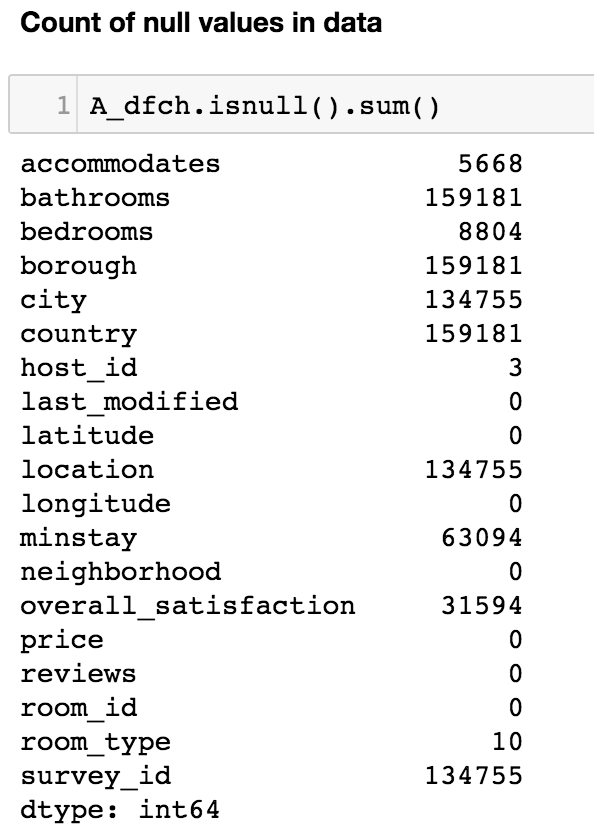 Count of null values in data
1 A_dfch.isnull().sum()
accommodates 5668
bathrooms 159181
bedrooms 8804
borough 159181
city 134755
country 159181
host_id 3
last_modified 0
latitude 0
location 134755
longitude 0
minstay 63094
neighborhood 0
overall_satisfaction 31594
price 0
reviews 0
room_id 0
room_type 10
survey_id 134755
dtype: int64